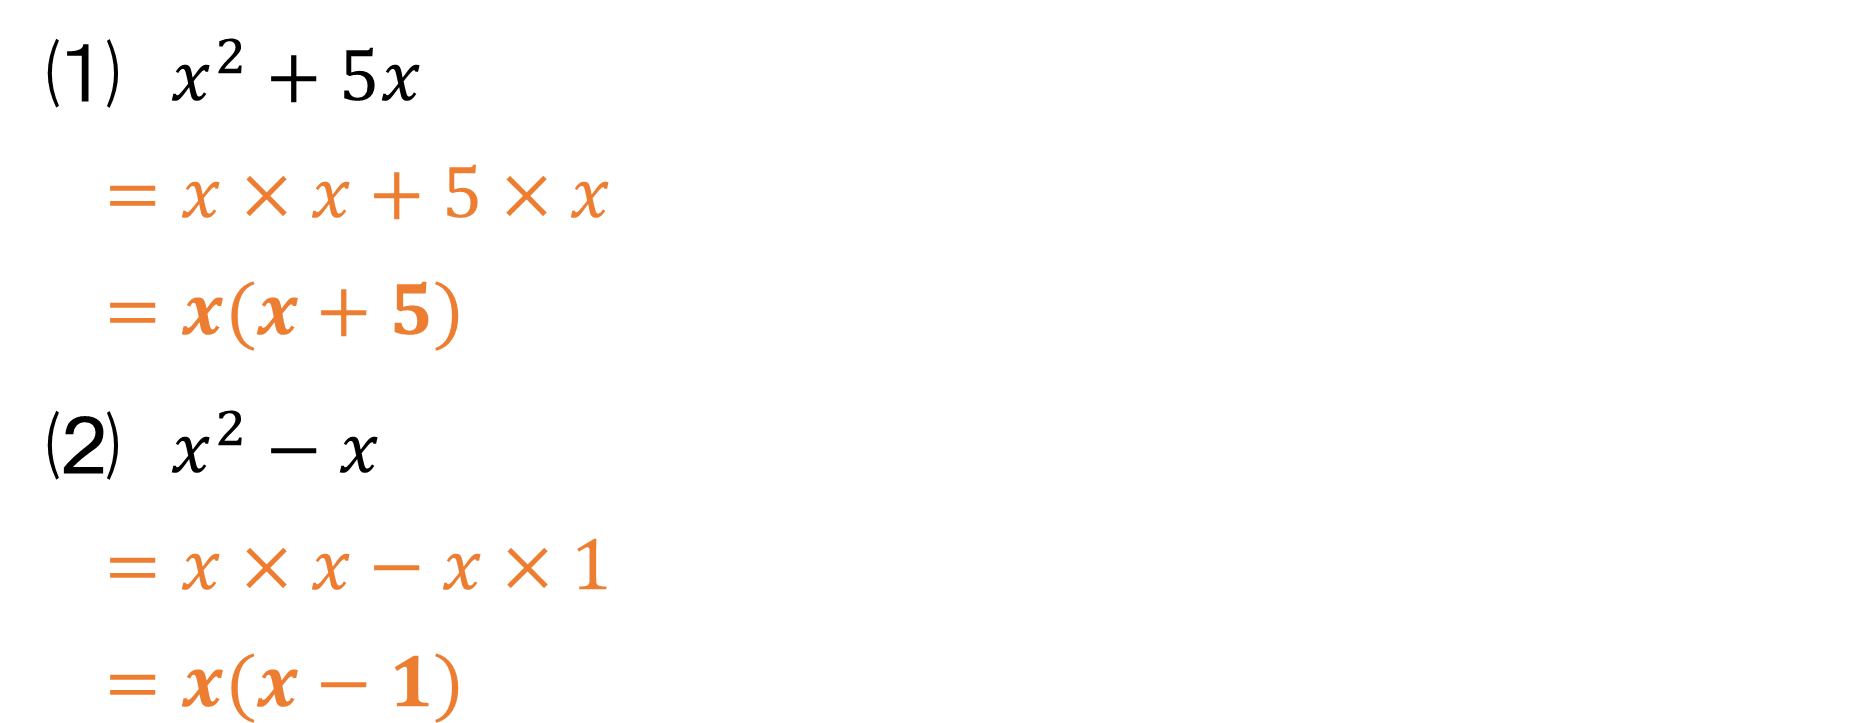 (1) x² + 5x
= x × x + 5 × x
= x(x + 5)
(2) x² − x
= x × x − x × 1
= x(x − 1)